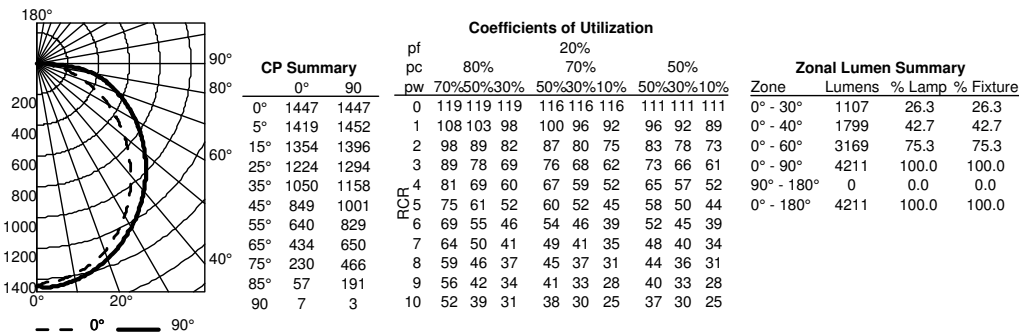 180°
90°
80°
60°
40°
200
400
600
800
1000
1200
1400
0° 20°
0° 90°
CP Summary
0° 90
0° 1447 1447
5° 1419 1452
15° 1354 1396
25° 1224 1294
35° 1050 1158
45° 849 1001
55° 640 829
65° 434 650
75° 230 466
85° 57 191
90 7 3
Coefficients of Utilization
pf 20%
pc 80% 70% 50%
pw 70%50%30% 50%30%10% 50%30%10%
RCR
0 119 119 119 116 116 116 111 111 111
1 108 103 98 100 96 92 96 92 89
2 98 89 82 87 80 75 83 78 73
3 89 78 69 76 68 62 73 66 61
4 81 69 60 67 59 52 65 57 52
5 75 61 52 60 52 45 58 50 44
6 69 55 46 54 46 39 52 45 39
7 64 50 41 49 41 35 48 40 34
8 59 46 37 45 37 31 44 36 31
9 56 42 34 41 33 28 40 33 28
10 52 39 31 38 30 25 37 30 25
Zonal Lumen Summary
Zone Lumens % Lamp % Fixture
0° - 30° 1107 26.3 26.3
0° - 40° 1799 42.7 42.7
0° - 60° 3169 75.3 75.3
0° - 90° 4211 100.0 100.0
90° - 180° 0 0.0 0.0
0° - 180° 4211 100.0 100.0